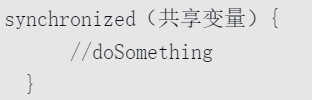 synchronized（共享变量）{
//doSomething
}